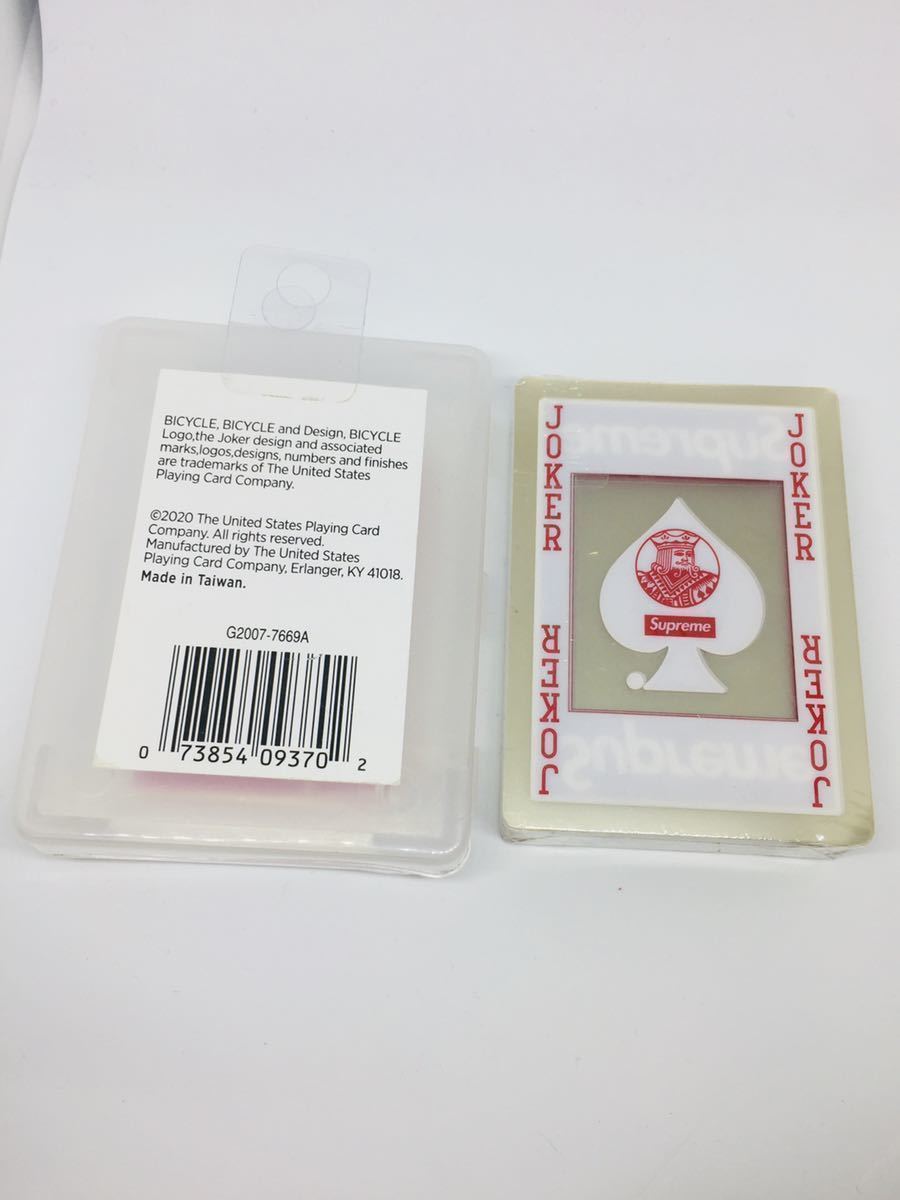 BICYCLE, BICYCLE and Design, BICYCLE
Logo,the Joker design and associated
marks,logos,designs, numbers and finishes
are trademarks of The United States
Playing Card Company.
©2020 The United States Playing Card
Company. All rights reserved.
Manufactured by The United States
Playing Card Company, Erlanger, KY 41018.
Made in Taiwan.
G2007-7669A
0 73854 09370 2
JOKER
Supreme
JOKER
Supreme
JOKER
JOKER
Supreme